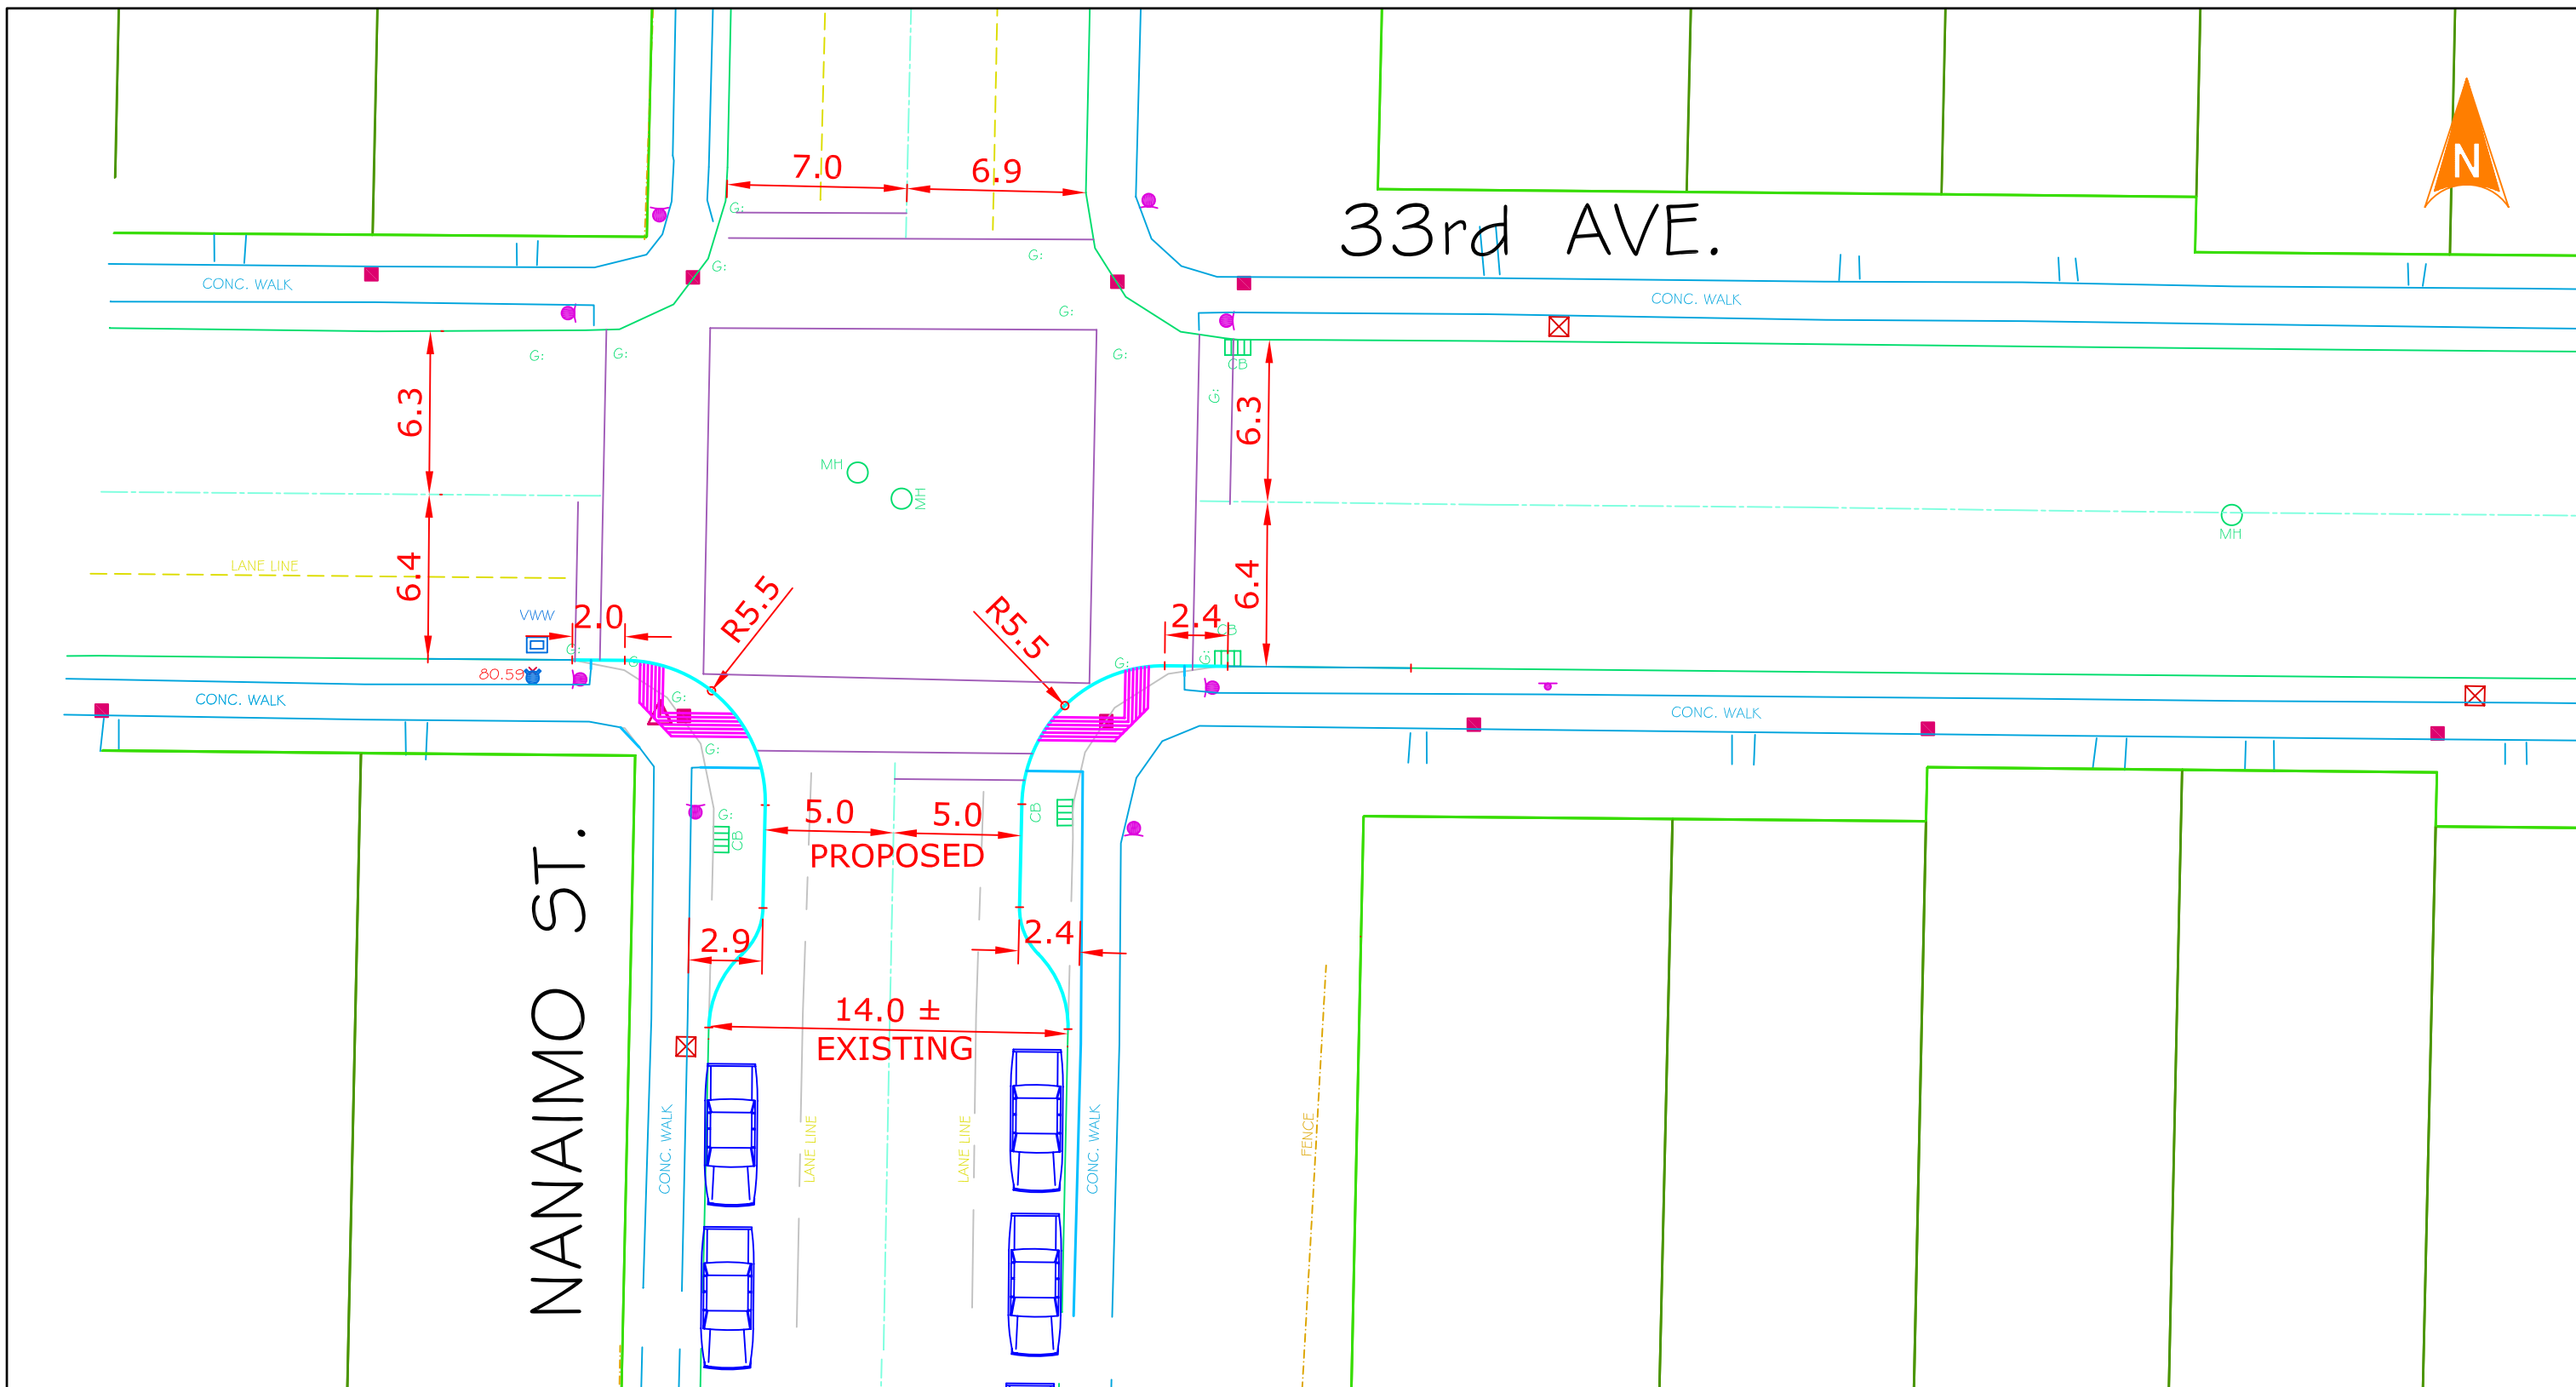 7.0
6.9
N
G:
33rd AVE.
G:
G:
CONC. WALK
CONC. WALK
G:
G:
G:
G:
CB
6.3
G:
6.3
MH
MH
MH
LANE LINE
6.4
6.4
VWW
2.0
R5.5
R5.5
2.4
CB
G:
G:
G:
G:
80.59
CONC. WALK
G:
CONC. WALK
G:
5.0
5.0
G:
CB
CB
PROPOSED
NANAIMO ST.
2.9
2.4
14.0 ±
EXISTING
CONC. WALK
LANE LINE
LANE LINE
CONC. WALK
FENCE